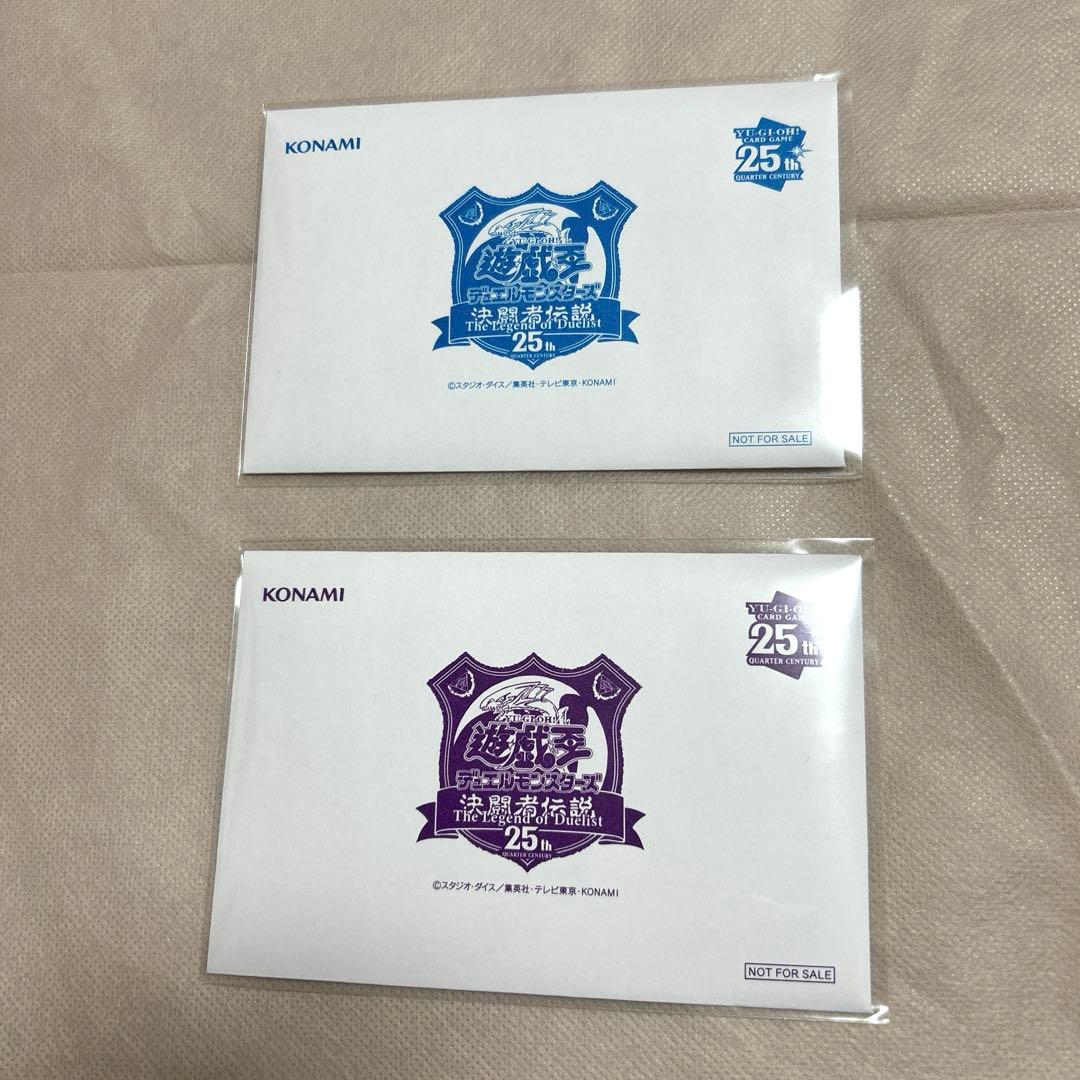 KONAMI
YU-GI-OH!
CARD GAME
25th
QUARTER CENTURY
YU-GI-OH!
遊戯王
デュエルモンスターズ
決闘者伝説
The Legend of Duelist
25th
QUARTER CENTURY
©スタジオ・ダイス／集英社・テレビ東京・KONAMI
NOT FOR SALE
KONAMI
YU-GI-OH!
CARD GAME
25th
QUARTER CENTURY
YU-GI-OH!
遊戯王
デュエルモンスターズ
決闘者伝説
The Legend of Duelist
25th
QUARTER CENTURY
©スタジオ・ダイス／集英社・テレビ東京・KONAMI
NOT FOR SALE